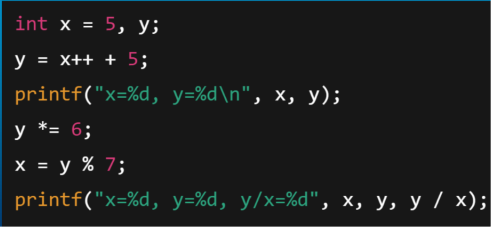 int x = 5, y;
y = x++ + 5;
printf("x=%d, y=%d\n", x, y);
y *= 6;
x = y % 7;
printf("x=%d, y=%d, y/x=%d", x, y, y / x);